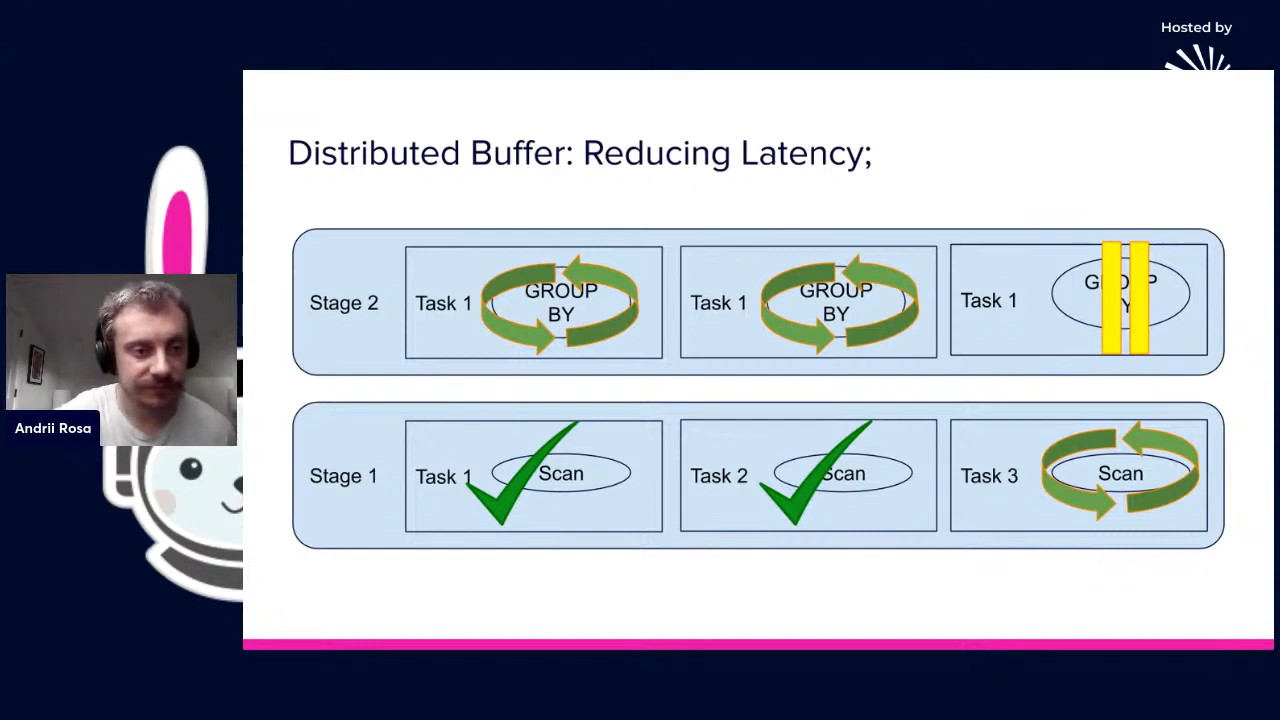 Hosted by
Distributed Buffer: Reducing Latency;
Stage 2
Task 1
GROUP
BY
Task 1
GROUP
BY
Task 1
Stage 1
Task 1
Scan
Task 2
Scan
Task 3
Scan
Andrii Rosa